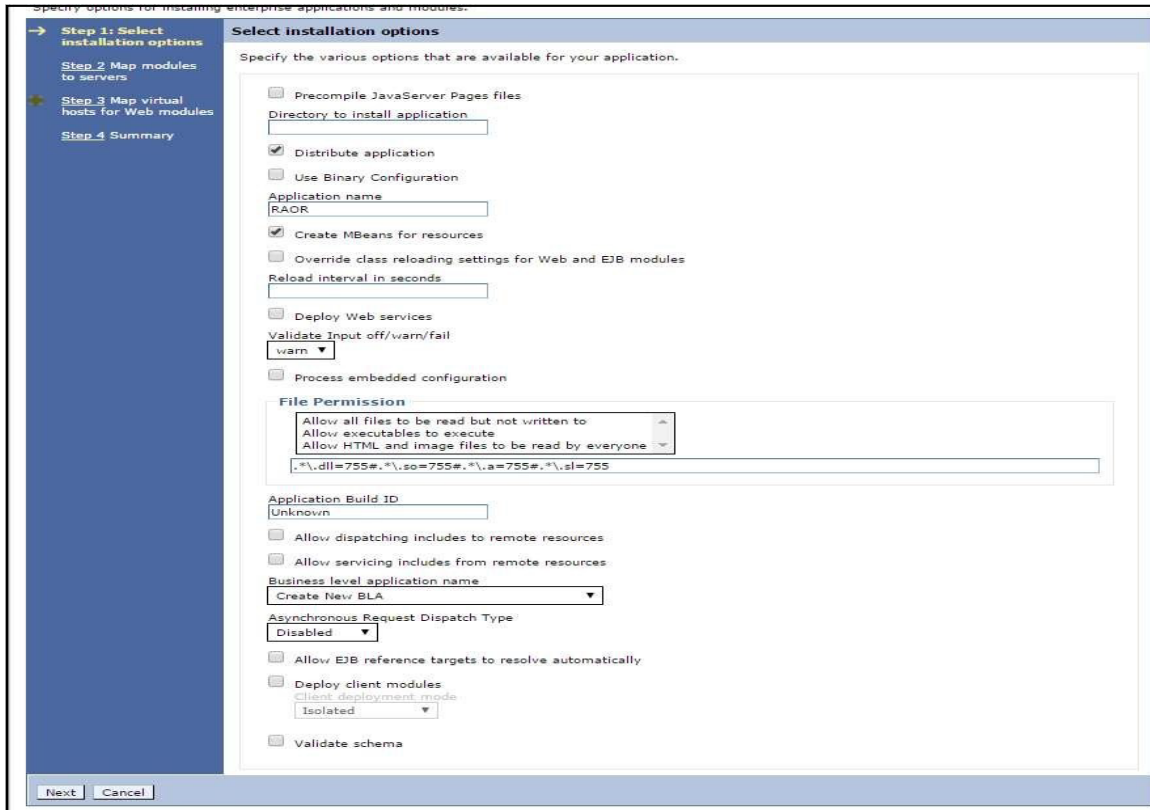 Specify options for installing enterprise applications and modules.
Step 1: Select
installation options
Step 2 Map modules
to servers
Step 3 Map virtual
hosts for Web modules
Step 4 Summary
Select installation options
Specify the various options that are available for your application.
Precompile JavaServer Pages files
Directory to install application
Distribute application
Use Binary Configuration
Application name
RAOR
Create MBeans for resources
Override class reloading settings for Web and EJB modules
Reload interval in seconds
Deploy Web services
Validate Input off/warn/fail
warn
Process embedded configuration
File Permission
Allow all files to be read but not written to
Allow executables to execute
Allow HTML and image files to be read by everyone
.*\.dll=755#.*\.so=755#.*\.a=755#.*\.sl=755
Application Build ID
Unknown
Allow dispatching includes to remote resources
Allow servicing includes from remote resources
Business level application name
Create New BLA
Asynchronous Request Dispatch Type
Disabled
Allow EJB reference targets to resolve automatically
Deploy client modules
Client deployment mode
Isolated
Validate schema
Next Cancel